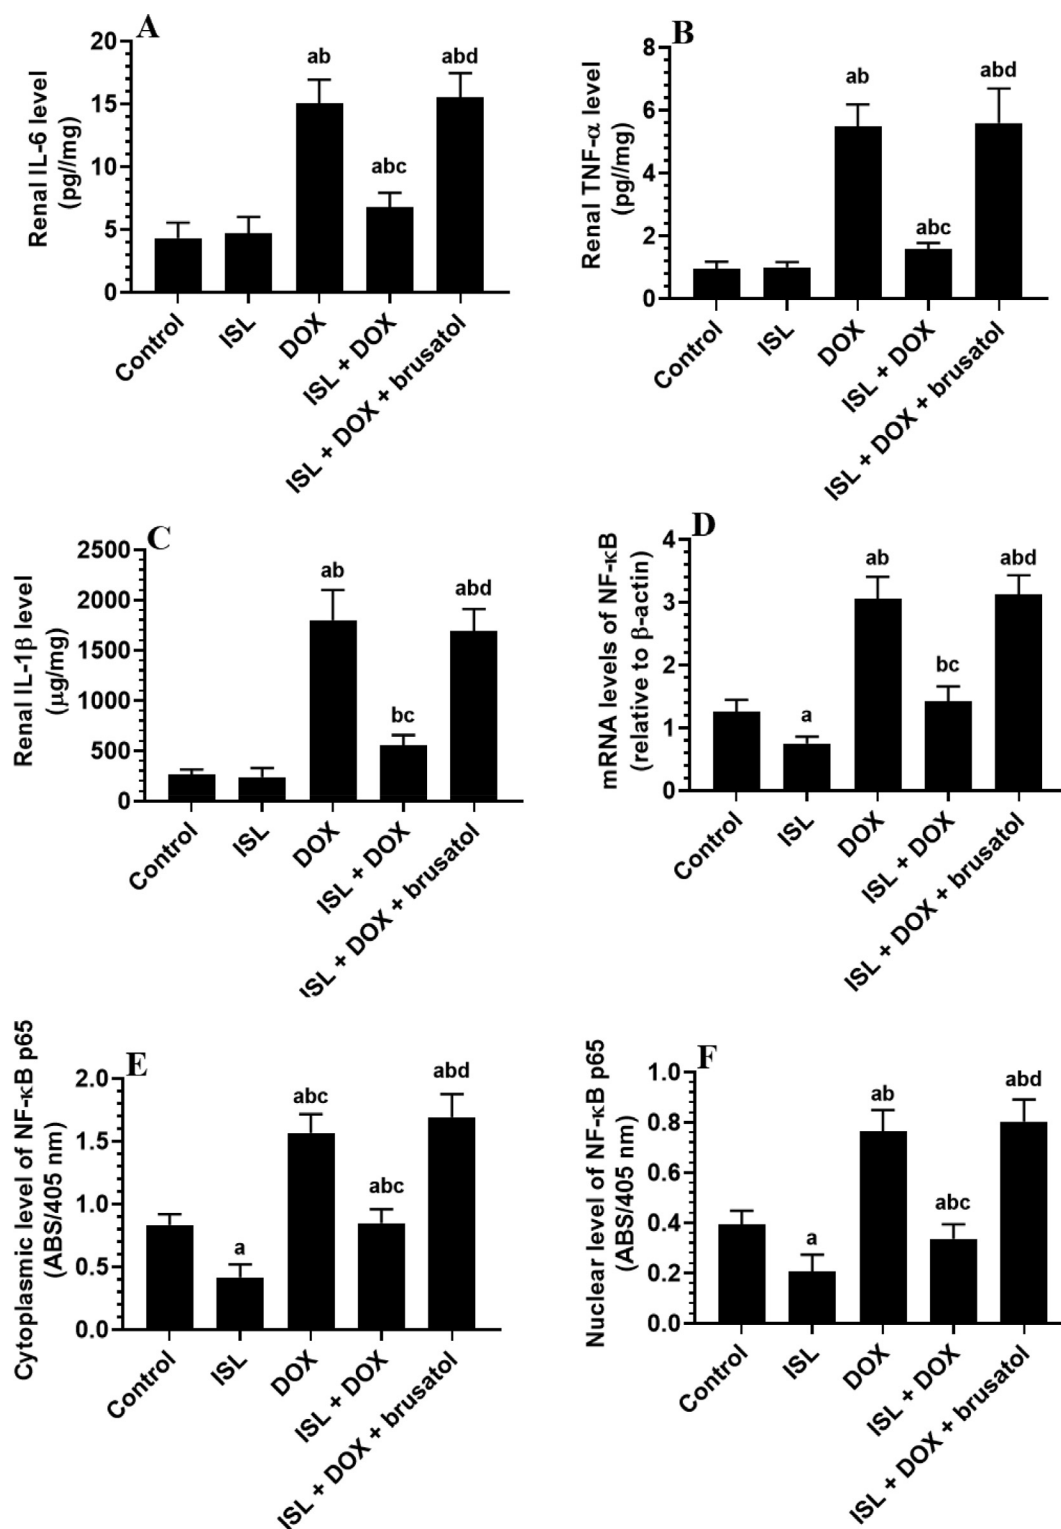 A
Renal IL-6 level
(pg//mg)
20
15
10
5
0
ab
abc
abd
Control
ISL
DOX
ISL + DOX
ISL + DOX + brusatol
B
Renal TNF-α level
(pg//mg)
8
6
4
2
0
ab
abc
abd
Control
ISL
DOX
ISL + DOX
ISL + DOX + brusatol
C
Renal IL-1β level
(µg/mg)
2500
2000
1500
1000
500
0
ab
bc
abd
Control
ISL
DOX
ISL + DOX
ISL + DOX + brusatol
D
mRNA levels of NF-κB
(relative to β-actin)
4
3
2
1
0
a
ab
bc
abd
Control
ISL
DOX
ISL + DOX
ISL + DOX + brusatol
E
Cytoplasmic level of NF-κB p65
(ABS/405 nm)
2.0
1.5
1.0
0.5
0.0
a
abc
abc
abd
Control
ISL
DOX
ISL + DOX
ISL + DOX + brusatol
F
Nuclear level of NF-κB p65
(ABS/405 nm)
1.0
0.8
0.6
0.4
0.2
0.0
a
ab
abc
abd
Control
ISL
DOX
ISL + DOX
ISL + DOX + brusatol